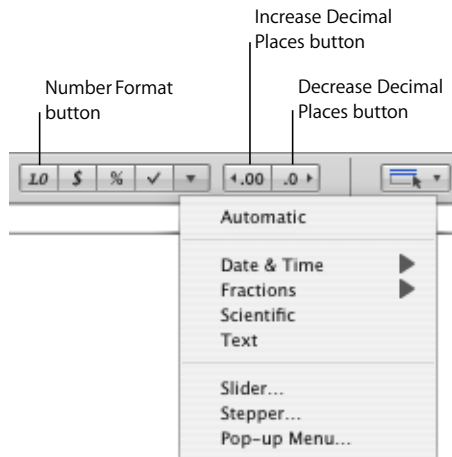 Increase Decimal
Places button
Number Format
button
Decrease Decimal
Places button
1.0 $ % ✓ .00 .0
Automatic
Date & Time
Fractions
Scientific
Text
Slider...
Stepper...
Pop-up Menu...